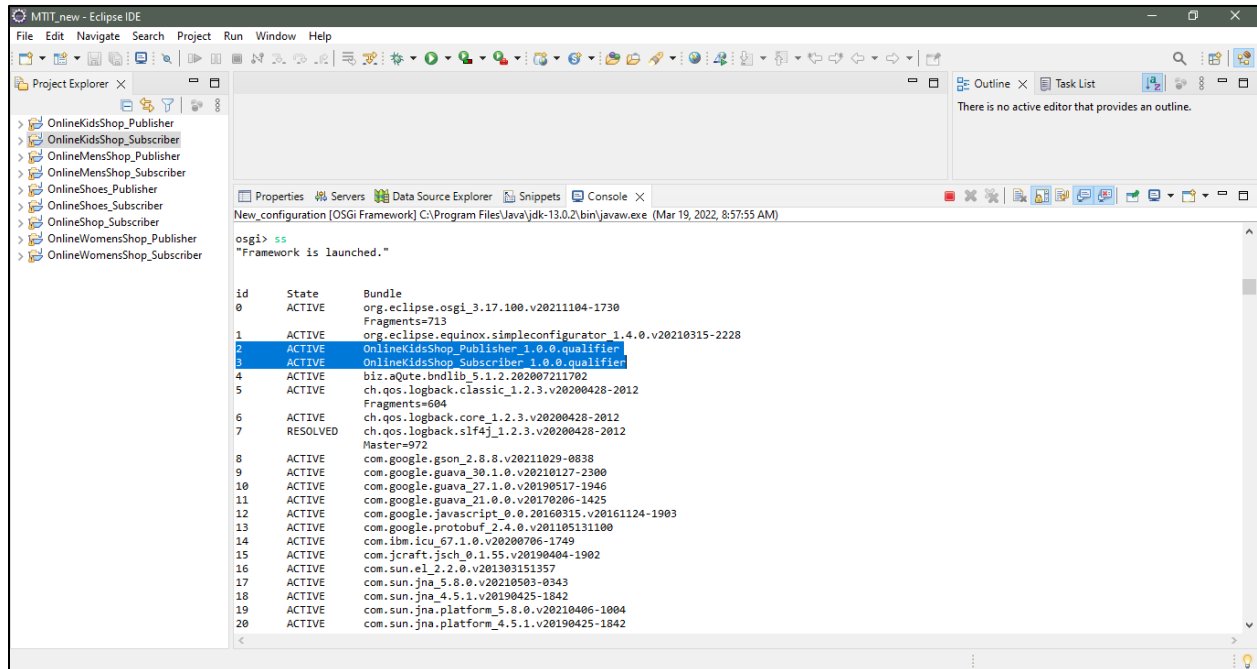 MTIT_new - Eclipse IDE
File Edit Navigate Search Project Run Window Help
Project Explorer
OnlineKidsShop_Publisher
OnlineKidsShop_Subscriber
OnlineMensShop_Publisher
OnlineMensShop_Subscriber
OnlineShoes_Publisher
OnlineShoes_Subscriber
OnlineShop_Subscriber
OnlineWomensShop_Publisher
OnlineWomensShop_Subscriber
Outline Task List
There is no active editor that provides an outline.
Properties Servers Data Source Explorer Snippets Console
New_configuration [OSGi Framework] C:\Program Files\Java\jdk-13.0.2\bin\javaw.exe (Mar 19, 2022, 8:57:55 AM)
osgi> ss
"Framework is launched."
id State Bundle
0 ACTIVE org.eclipse.osgi_3.17.100.v20211104-1730
Fragments=713
1 ACTIVE org.eclipse.equinox.simpleconfigurator_1.4.0.v20210315-2228
2 ACTIVE OnlineKidsShop_Publisher_1.0.0.qualifier
3 ACTIVE OnlineKidsShop_Subscriber_1.0.0.qualifier
4 ACTIVE biz.aQute.bndlib_5.1.2.202007211702
5 ACTIVE ch.qos.logback.classic_1.2.3.v20200428-2012
Fragments=604
6 ACTIVE ch.qos.logback.core_1.2.3.v20200428-2012
7 RESOLVED ch.qos.logback.slf4j_1.2.3.v20200428-2012
Master=972
8 ACTIVE com.google.gson_2.8.8.v20211029-0838
9 ACTIVE com.google.guava_30.1.0.v20210127-2300
10 ACTIVE com.google.guava_27.1.0.v20190517-1946
11 ACTIVE com.google.guava_21.0.0.v20170206-1425
12 ACTIVE com.google.javascript_0.0.20160315.v20161124-1903
13 ACTIVE com.google.protobuf_2.4.0.v201105131100
14 ACTIVE com.ibm.icu_67.1.0.v20200706-1749
15 ACTIVE com.jcraft.jsch_0.1.55.v20190404-1902
16 ACTIVE com.sun.el_2.2.0.v201303151357
17 ACTIVE com.sun.jna_5.8.0.v20210503-0343
18 ACTIVE com.sun.jna_4.5.1.v20190425-1842
19 ACTIVE com.sun.jna.platform_5.8.0.v20210406-1004
20 ACTIVE com.sun.jna.platform_4.5.1.v20190425-1842